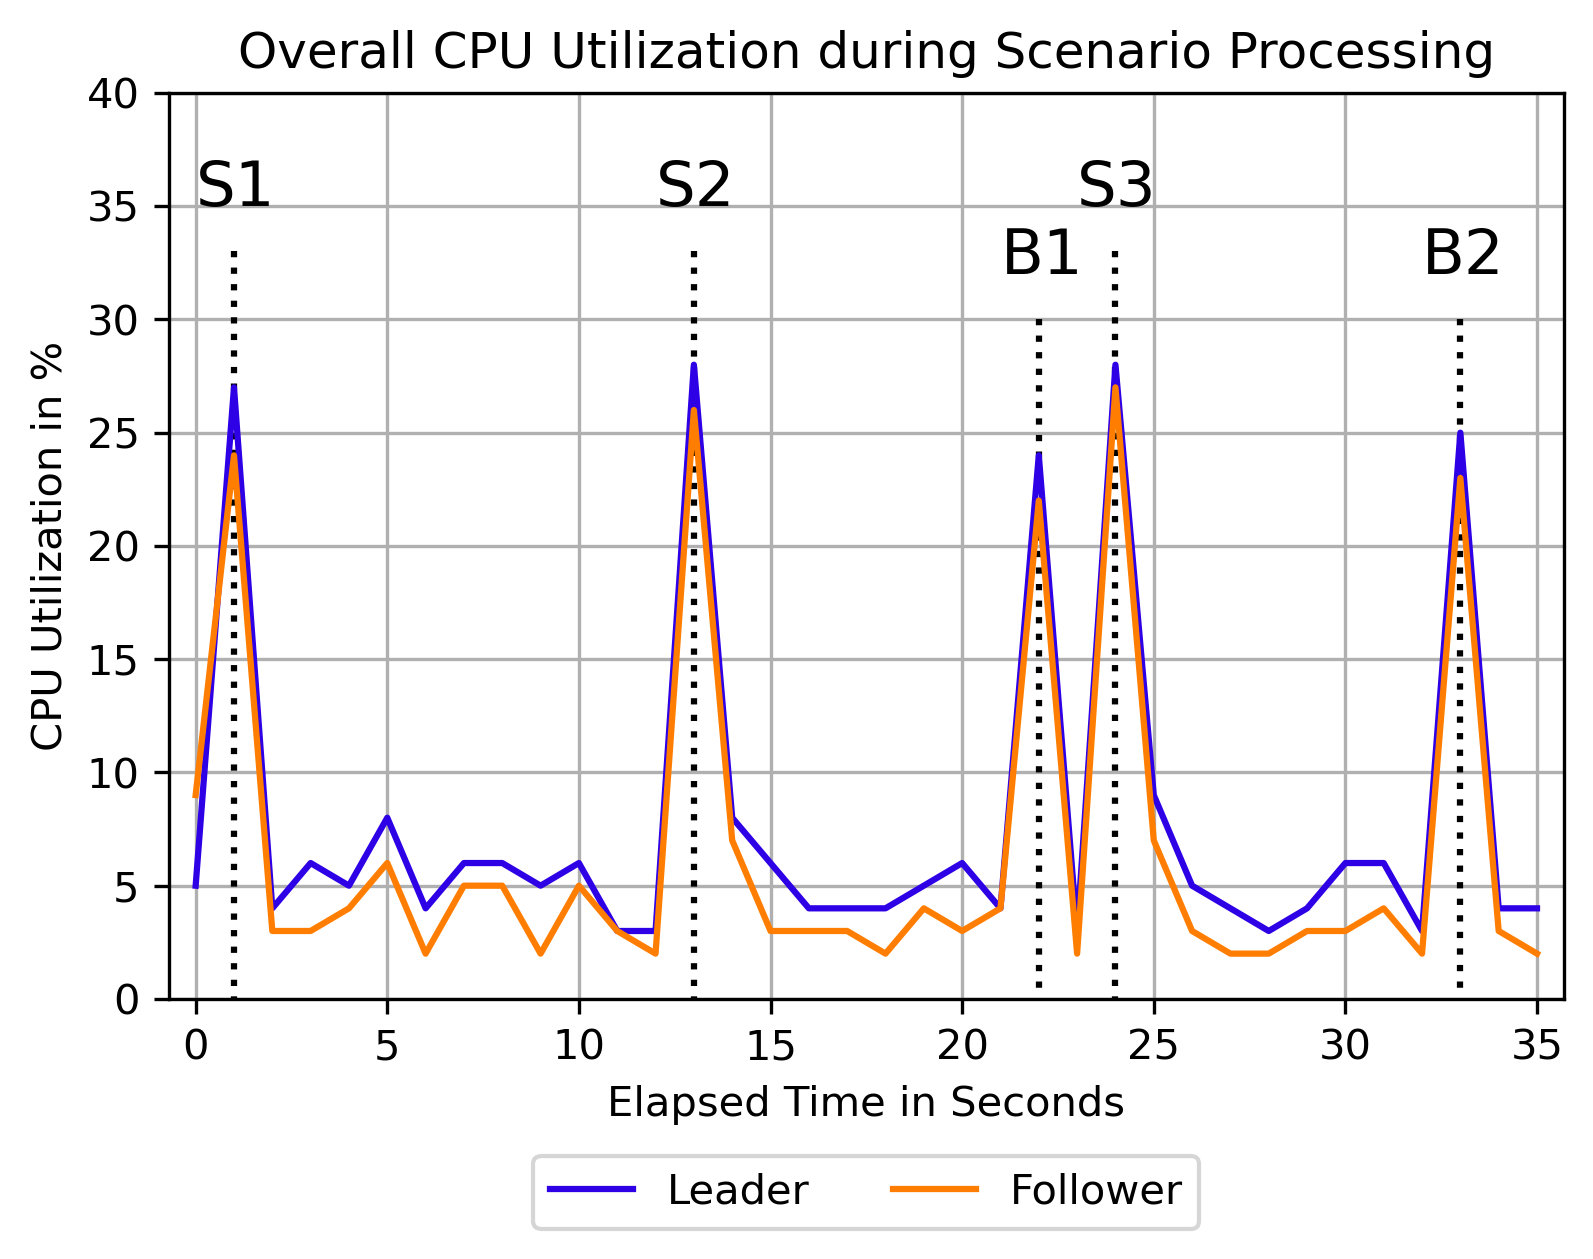 Overall CPU Utilization during Scenario Processing
CPU Utilization in %
40
35
30
25
20
15
10
5
0
S1
S2
S3
B1
B2
0 5 10 15 20 25 30 35
Elapsed Time in Seconds
Leader Follower